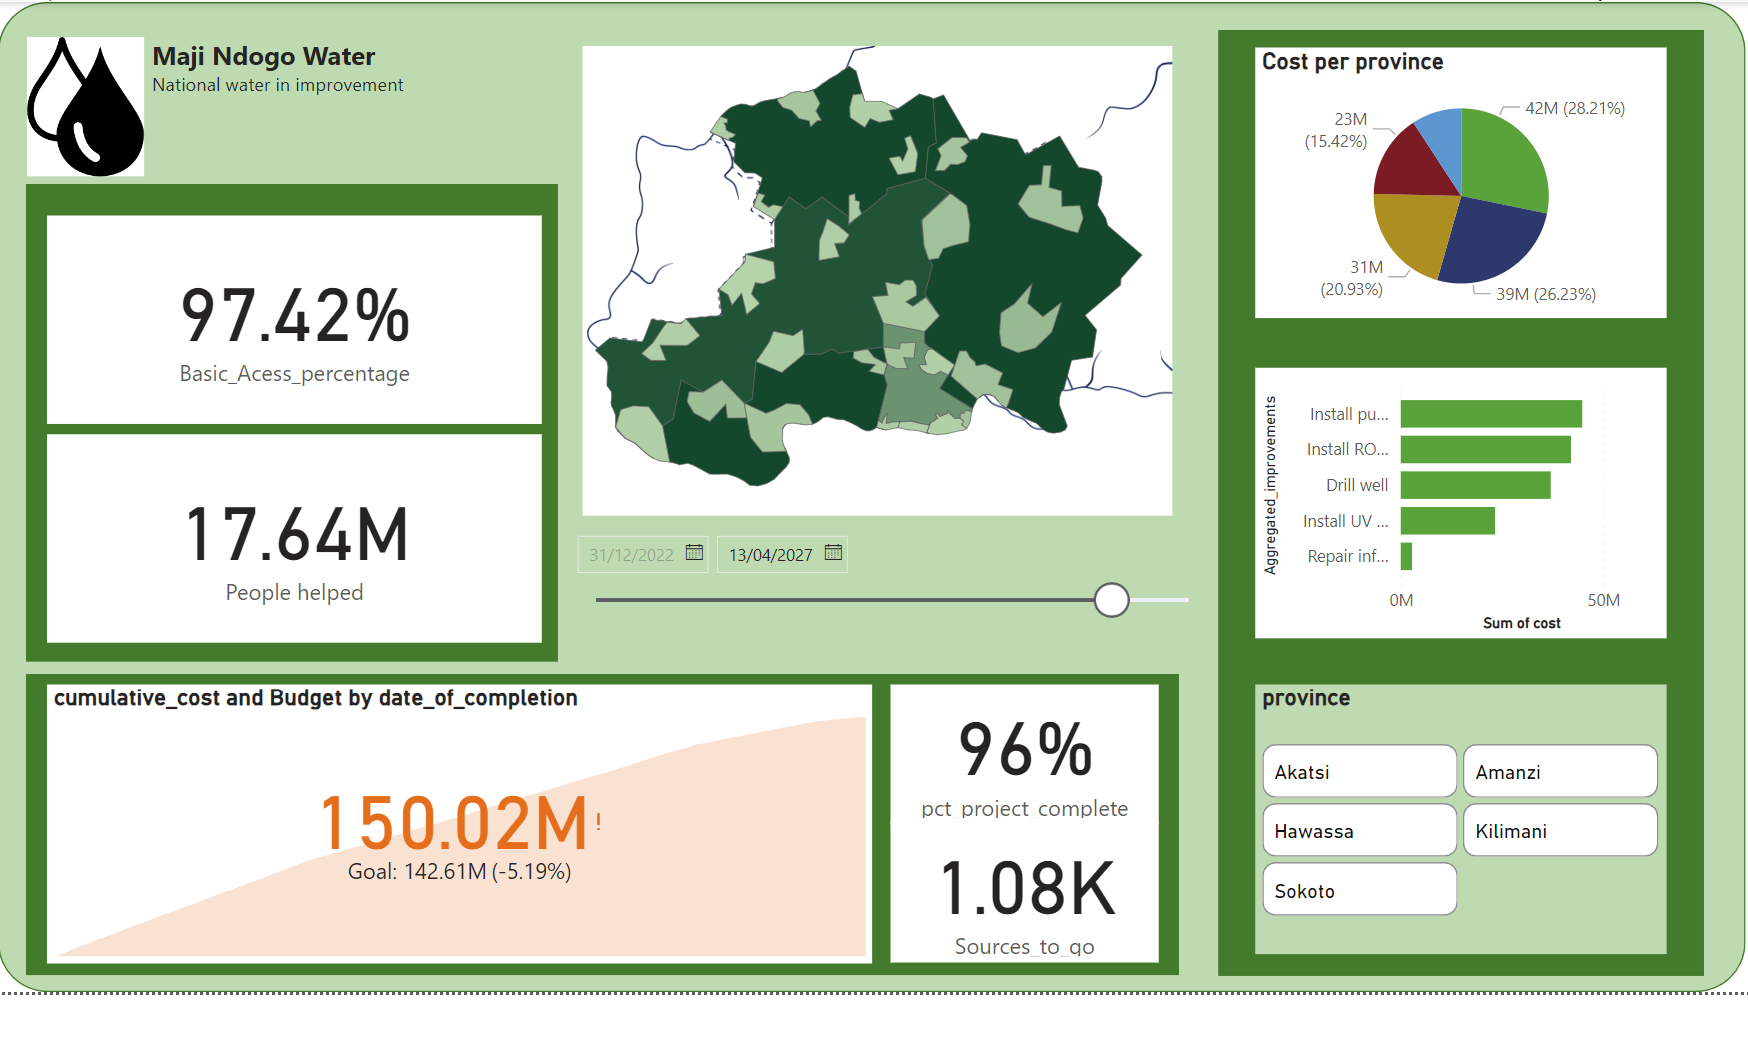 Maji Ndogo Water
National water in improvement
97.42%
Basic_Acess_percentage
17.64M
People helped
31/12/2022
13/04/2027
cumulative_cost and Budget by date_of_completion
150.02M!
Goal: 142.61M (-5.19%)
96%
pct_project_complete
1.08K
Sources_to_go
Cost per province
42M (28.21%)
39M (26.23%)
31M
(20.93%)
23M
(15.42%)
Aggregated_improvements
Install pu...
Install RO...
Drill well
Install UV ...
Repair inf...
0M
50M
Sum of cost
province
Akatsi
Amanzi
Hawassa
Kilimani
Sokoto